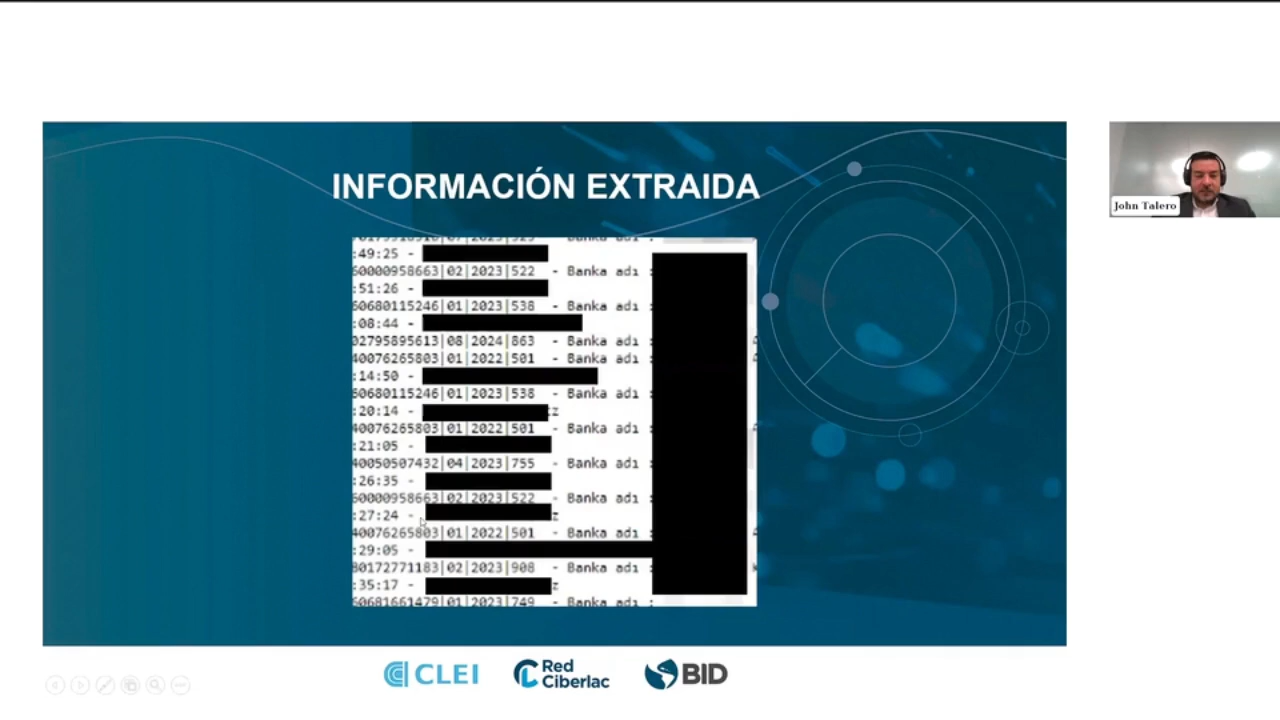 INFORMACIÓN EXTRAIDA
:49:25 -
60000958663|02|2023|522 - Banka adı :
:51:26 -
60680115246|01|2023|538 - Banka adı :
:08:44 -
02795895613|08|2024|863 - Banka adı :
40076265803|01|2022|501 - Banka adı :
:14:50 -
60680115246|01|2023|538 - Banka adı :
:20:14 -
40076265803|01|2022|501 - Banka adı :
:21:05 -
40050507432|04|2023|755 - Banka adı :
:26:35 -
60000958663|02|2023|522 - Banka adı :
:27:24 -
40076265803|01|2022|501 - Banka adı :
:29:05 -
80172771183|02|2023|908 - Banka adı :
:35:17 -
60681661479|01|2023|749 - Banka adı :
John Talero
CLEI
Red
Ciberlac
BID